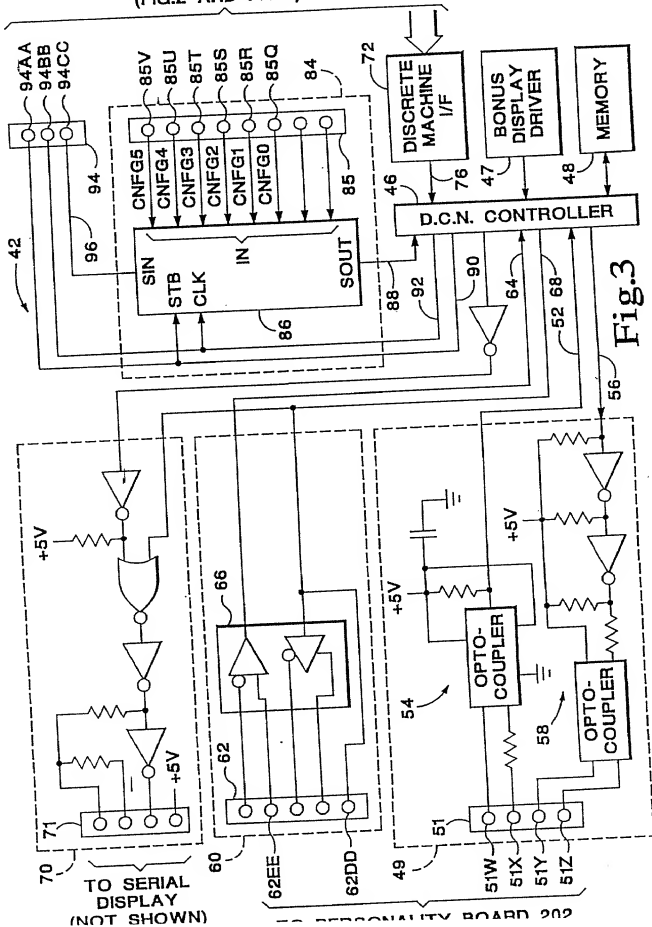 (FIG.2
94AA
94BB
94CC
94
42
96
85V
85U
85T
85S
85R
85Q
84
85
CNFG5
CNFG4
CNFG3
CNFG2
CNFG1
CNFG0
SIN
STB
CLK
IN
SOUT
86
88
92
90
72
DISCRETE
MACHINE
I/F
76
46
BONUS
DISPLAY
DRIVER
47
MEMORY
48
D.C.N. CONTROLLER
64
68
52
56
Fig.3
+5V
+5V
71
70
TO SERIAL
DISPLAY
(NOT SHOWN)
66
62
60
62EE
62DD
+5V
+5V
OPTO-
COUPLER
54
OPTO-
COUPLER
58
51
49
51W
51X
51Y
51Z
TO PERSONALITY BOARD 202